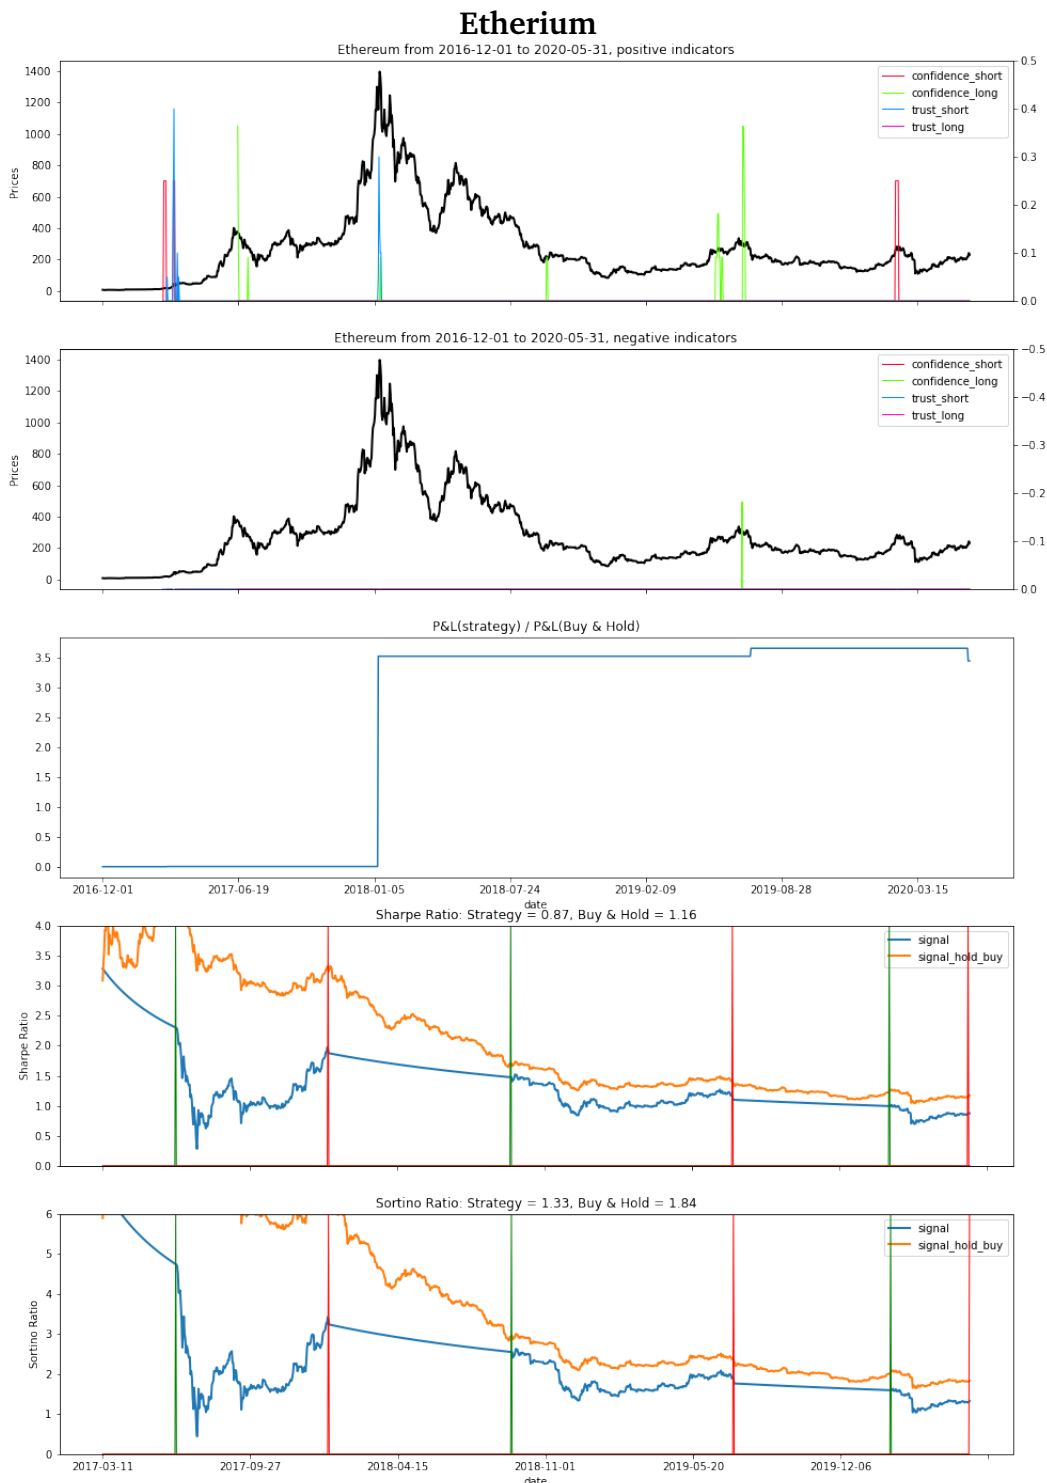 Etherium
Ethereum from 2016-12-01 to 2020-05-31, positive indicators
1400
1200
1000
800
600
400
200
0
Prices
0.5
0.4
0.3
0.2
0.1
0.0
confidence_short
confidence_long
trust_short
trust_long
Ethereum from 2016-12-01 to 2020-05-31, negative indicators
1400
1200
1000
800
600
400
200
0
Prices
−0.5
−0.4
−0.3
−0.2
−0.1
0.0
confidence_short
confidence_long
trust_short
trust_long
P&L(strategy) / P&L(Buy & Hold)
3.5
3.0
2.5
2.0
1.5
1.0
0.5
0.0
2016-12-01 2017-06-19 2018-01-05 2018-07-24 2019-02-09 2019-08-28 2020-03-15
date
Sharpe Ratio: Strategy = 0.87, Buy & Hold = 1.16
4.0
3.5
3.0
2.5
2.0
1.5
1.0
0.5
0.0
Sharpe Ratio
signal
signal_hold_buy
Sortino Ratio: Strategy = 1.33, Buy & Hold = 1.84
6
5
4
3
2
1
0
Sortino Ratio
signal
signal_hold_buy
2017-03-11 2017-09-27 2018-04-15 2018-11-01 2019-05-20 2019-12-06
date